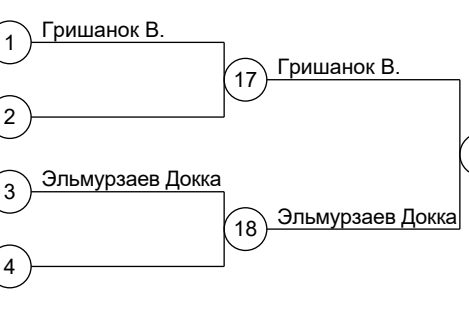 1 Гришанок В.
17 Гришанок В.
2
3 Эльмурзаев Докка
18 Эльмурзаев Докка
4